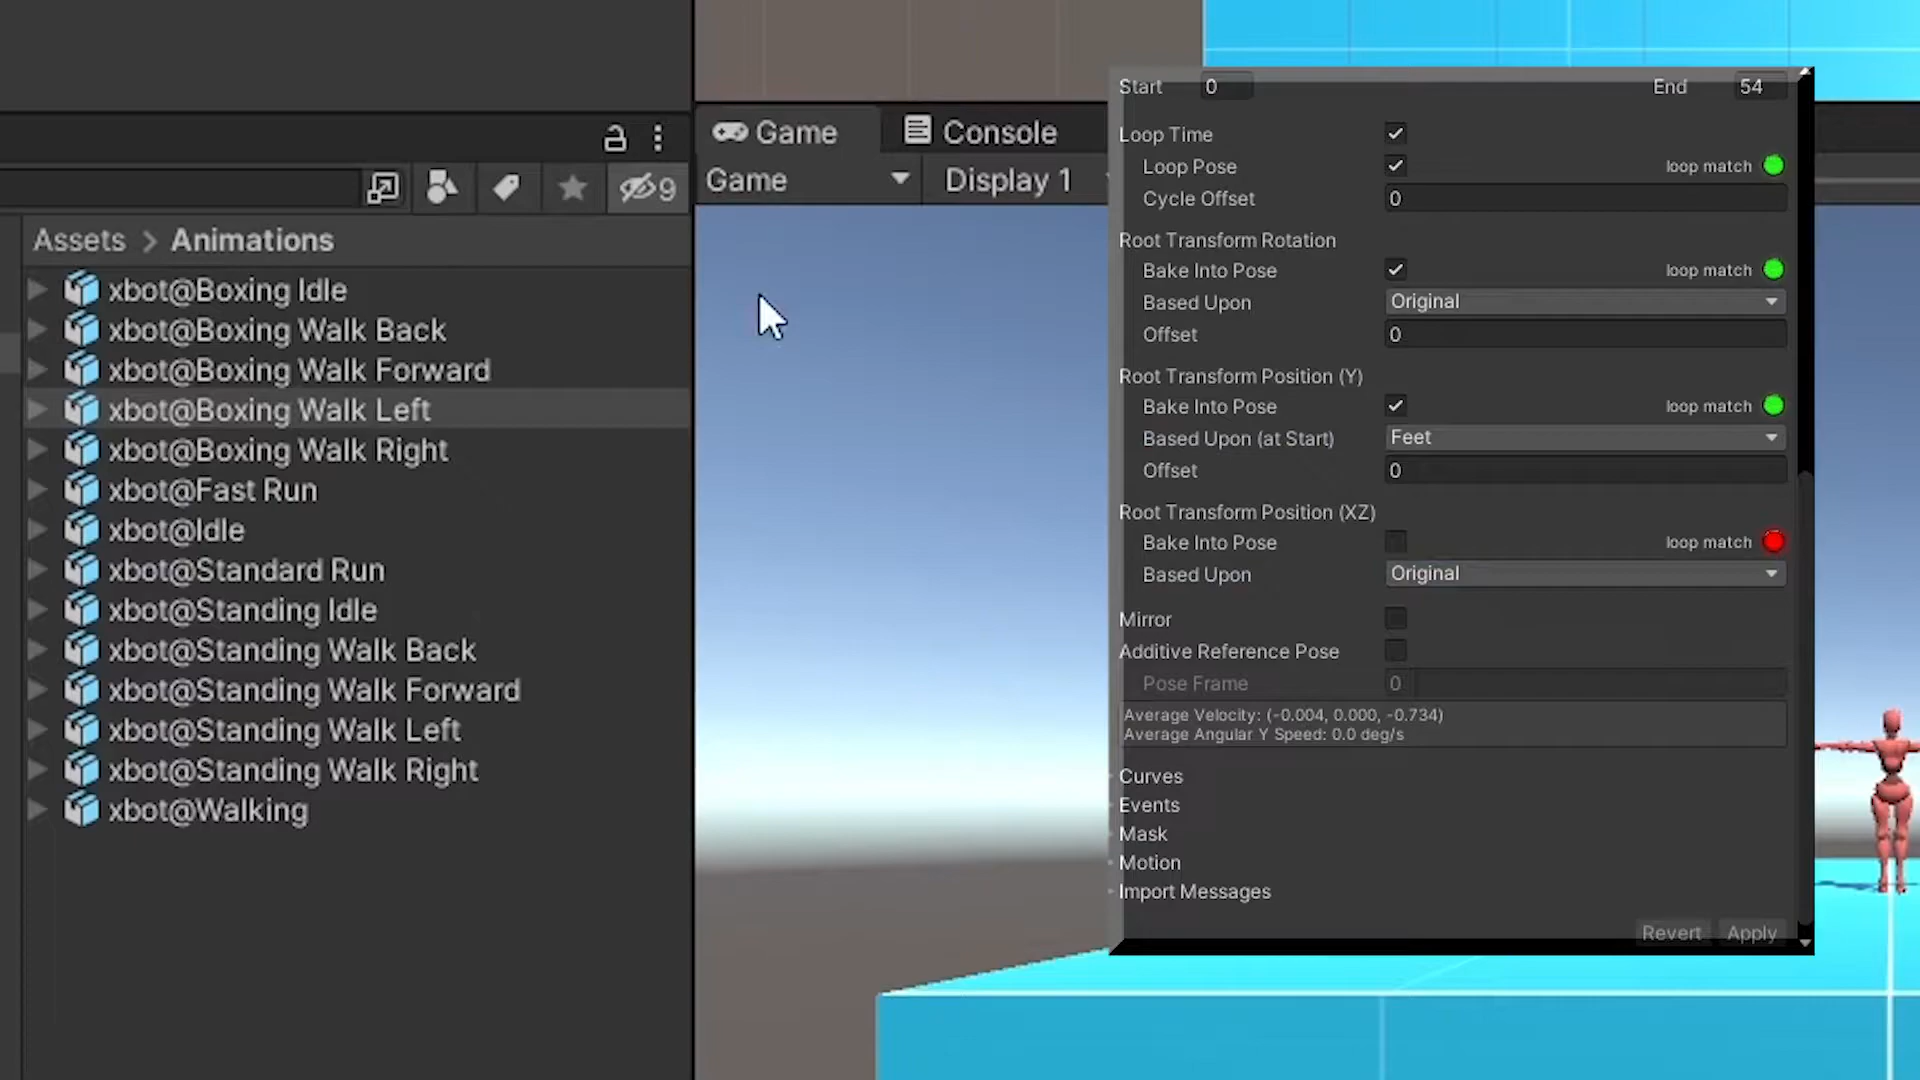 9
Assets > Animations
xbot@Boxing Idle
xbot@Boxing Walk Back
xbot@Boxing Walk Forward
xbot@Boxing Walk Left
xbot@Boxing Walk Right
xbot@Fast Run
xbot@Idle
xbot@Standard Run
xbot@Standing Idle
xbot@Standing Walk Back
xbot@Standing Walk Forward
xbot@Standing Walk Left
xbot@Standing Walk Right
xbot@Walking
Game Console
Game Display 1
Start 0 End 54
Loop Time
Loop Pose loop match
Cycle Offset 0
Root Transform Rotation
Bake Into Pose loop match
Based Upon Original
Offset 0
Root Transform Position (Y)
Bake Into Pose loop match
Based Upon (at Start) Feet
Offset 0
Root Transform Position (XZ)
Bake Into Pose loop match
Based Upon Original
Mirror
Additive Reference Pose
Pose Frame 0
Average Velocity: (-0.004, 0.000, -0.734)
Average Angular Y Speed: 0.0 deg/s
Curves
Events
Mask
Motion
Import Messages
Revert Apply